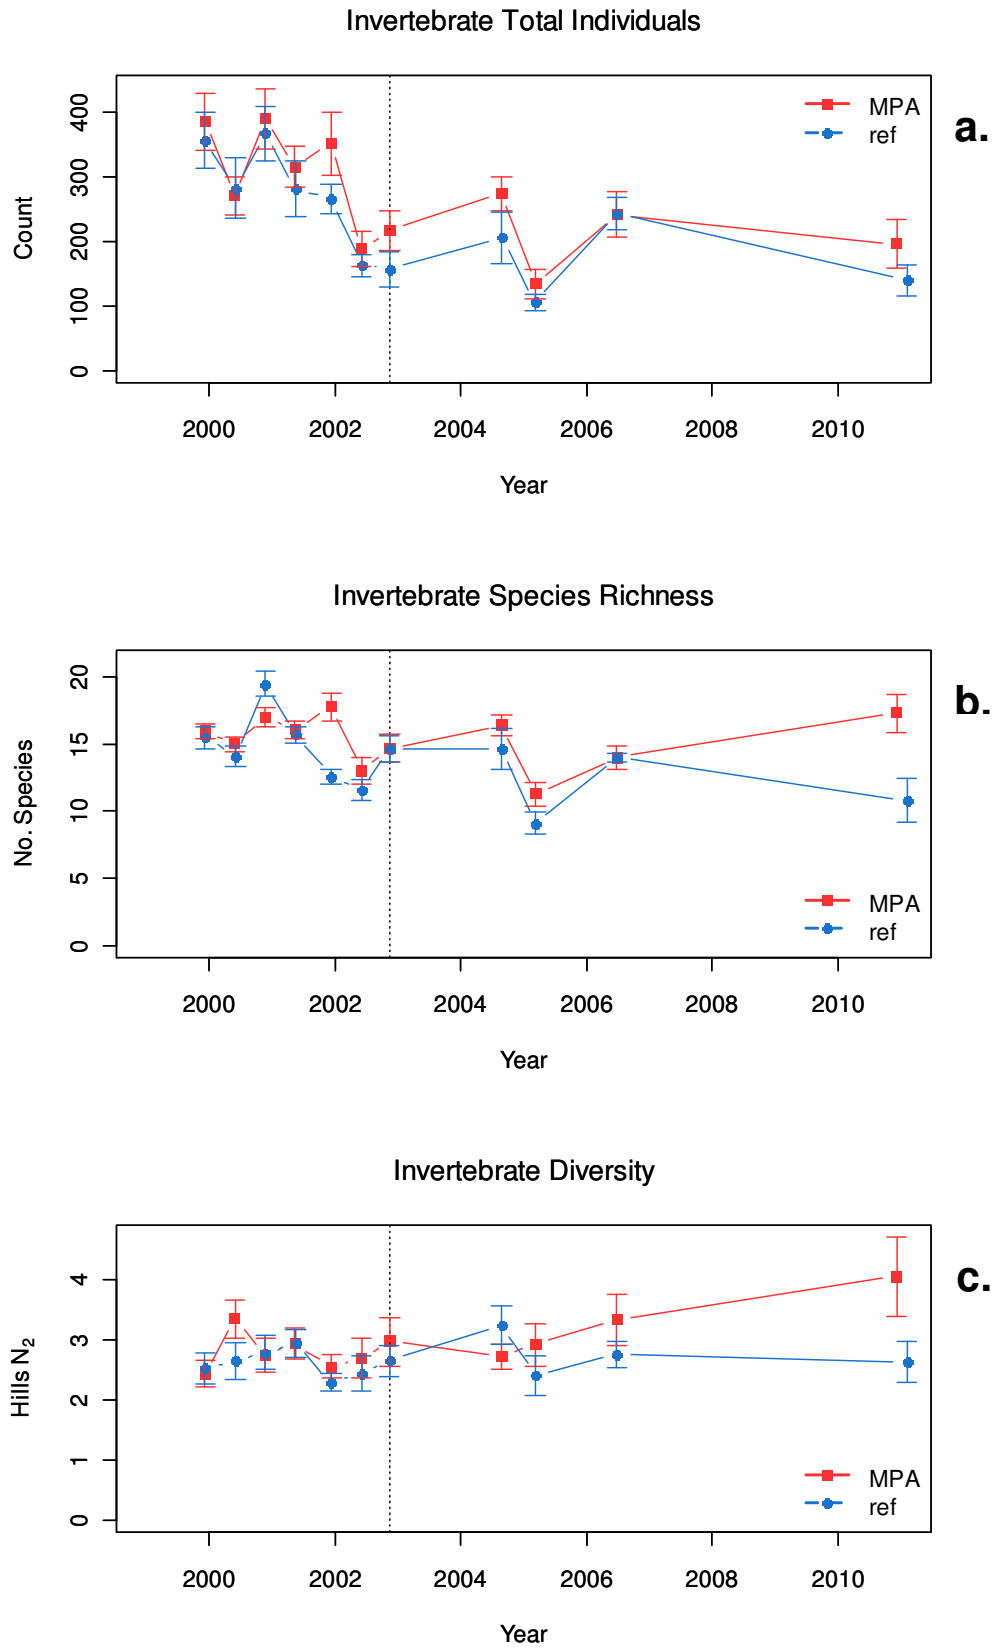 Invertebrate Total Individuals
a.
MPA
ref
Count
0
100
200
300
400
2000 2002 2004 2006 2008 2010
Year
Invertebrate Species Richness
b.
No. Species
0
5
10
15
20
MPA
ref
2000 2002 2004 2006 2008 2010
Year
Invertebrate Diversity
c.
Hills N₂
0
1
2
3
4
MPA
ref
2000 2002 2004 2006 2008 2010
Year